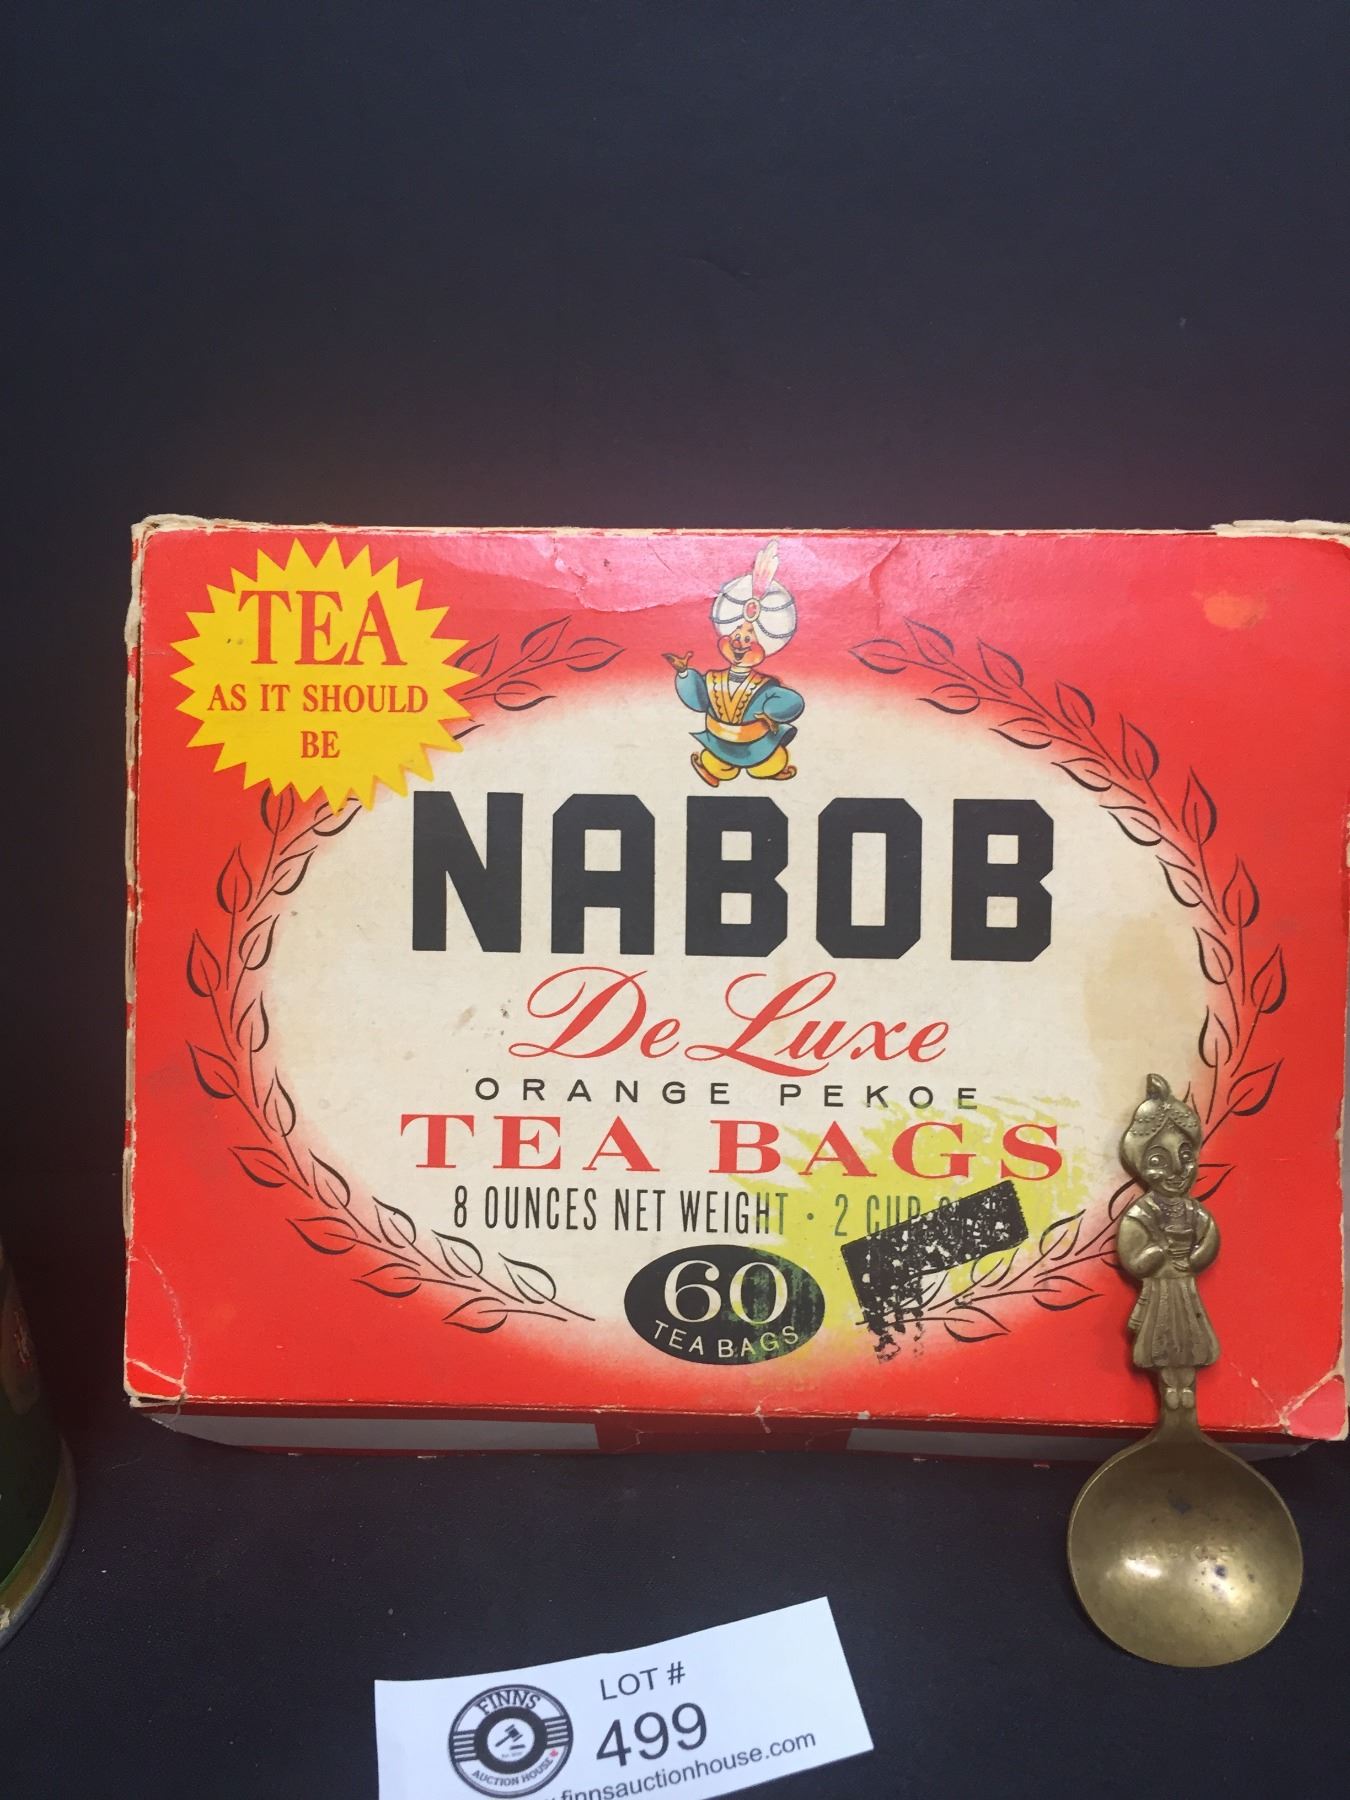 TEA
AS IT SHOULD
BE
NABOB
De Luxe
ORANGE PEKOE
TEA BAGS
8 OUNCES NET WEIGHT · 2 CUP
60
TEA BAGS
FINNS
AUCTION HOUSE
LOT #
499
finnsauctionhouse.com